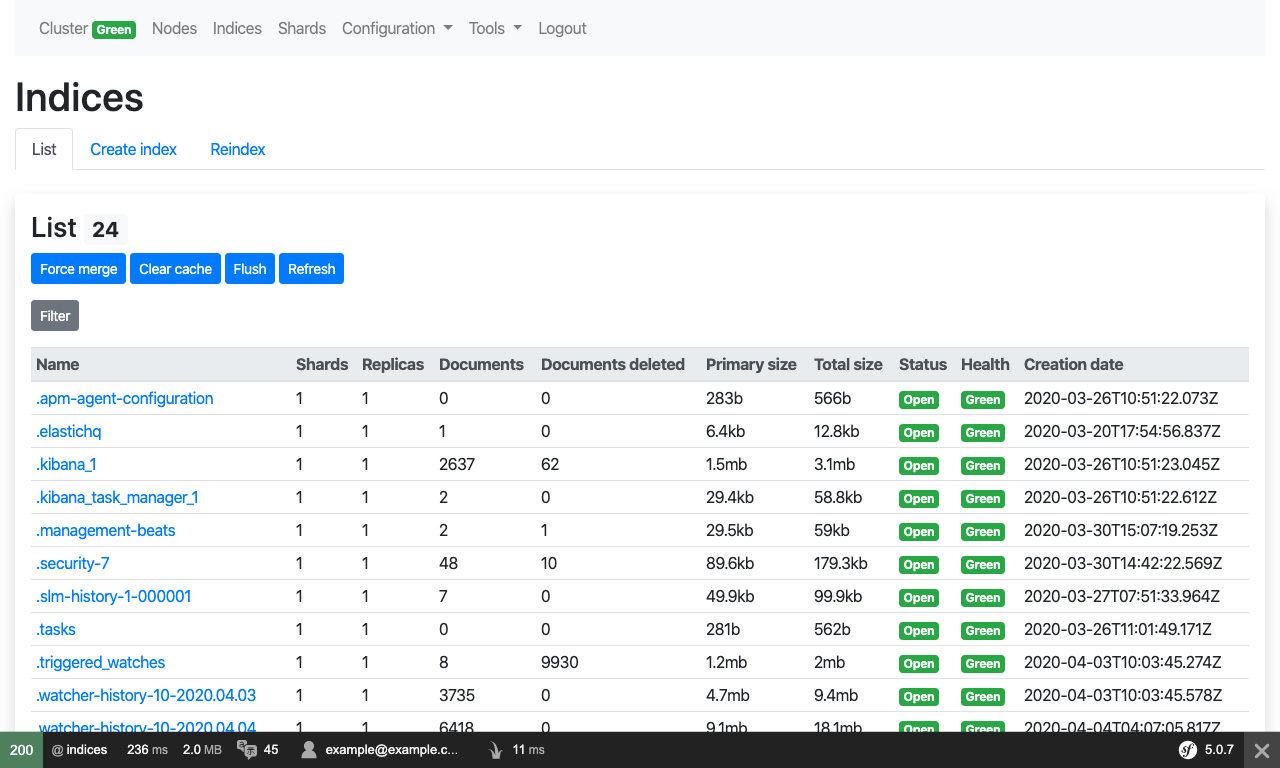 Cluster Green Nodes Indices Shards Configuration Tools Logout
Indices
List Create index Reindex
List 24
Force merge Clear cache Flush Refresh
Filter
Name Shards Replicas Documents Documents deleted Primary size Total size Status Health Creation date
.apm-agent-configuration 1 1 0 0 283b 566b Open Green 2020-03-26T10:51:22.073Z
.elastichq 1 1 1 0 6.4kb 12.8kb Open Green 2020-03-20T17:54:56.837Z
.kibana_1 1 1 2637 62 1.5mb 3.1mb Open Green 2020-03-26T10:51:23.045Z
.kibana_task_manager_1 1 1 2 0 29.4kb 58.8kb Open Green 2020-03-26T10:51:22.612Z
.management-beats 1 1 2 1 29.5kb 59kb Open Green 2020-03-30T15:07:19.253Z
.security-7 1 1 48 10 89.6kb 179.3kb Open Green 2020-03-30T14:42:22.569Z
.slm-history-1-000001 1 1 7 0 49.9kb 99.9kb Open Green 2020-03-27T07:51:33.964Z
.tasks 1 1 0 0 281b 562b Open Green 2020-03-26T11:01:49.171Z
.triggered_watches 1 1 8 9930 1.2mb 2mb Open Green 2020-04-03T10:03:45.274Z
.watcher-history-10-2020.04.03 1 1 3735 0 4.7mb 9.4mb Open Green 2020-04-03T10:03:45.578Z
.watcher-history-10-2020.04.04 1 1 6418 0 9.1mb 18.1mb Open Green 2020-04-04T04:07:05.817Z
200 @ indices 236 ms 2.0 MB 45 example@example.c... 11 ms sf 5.0.7